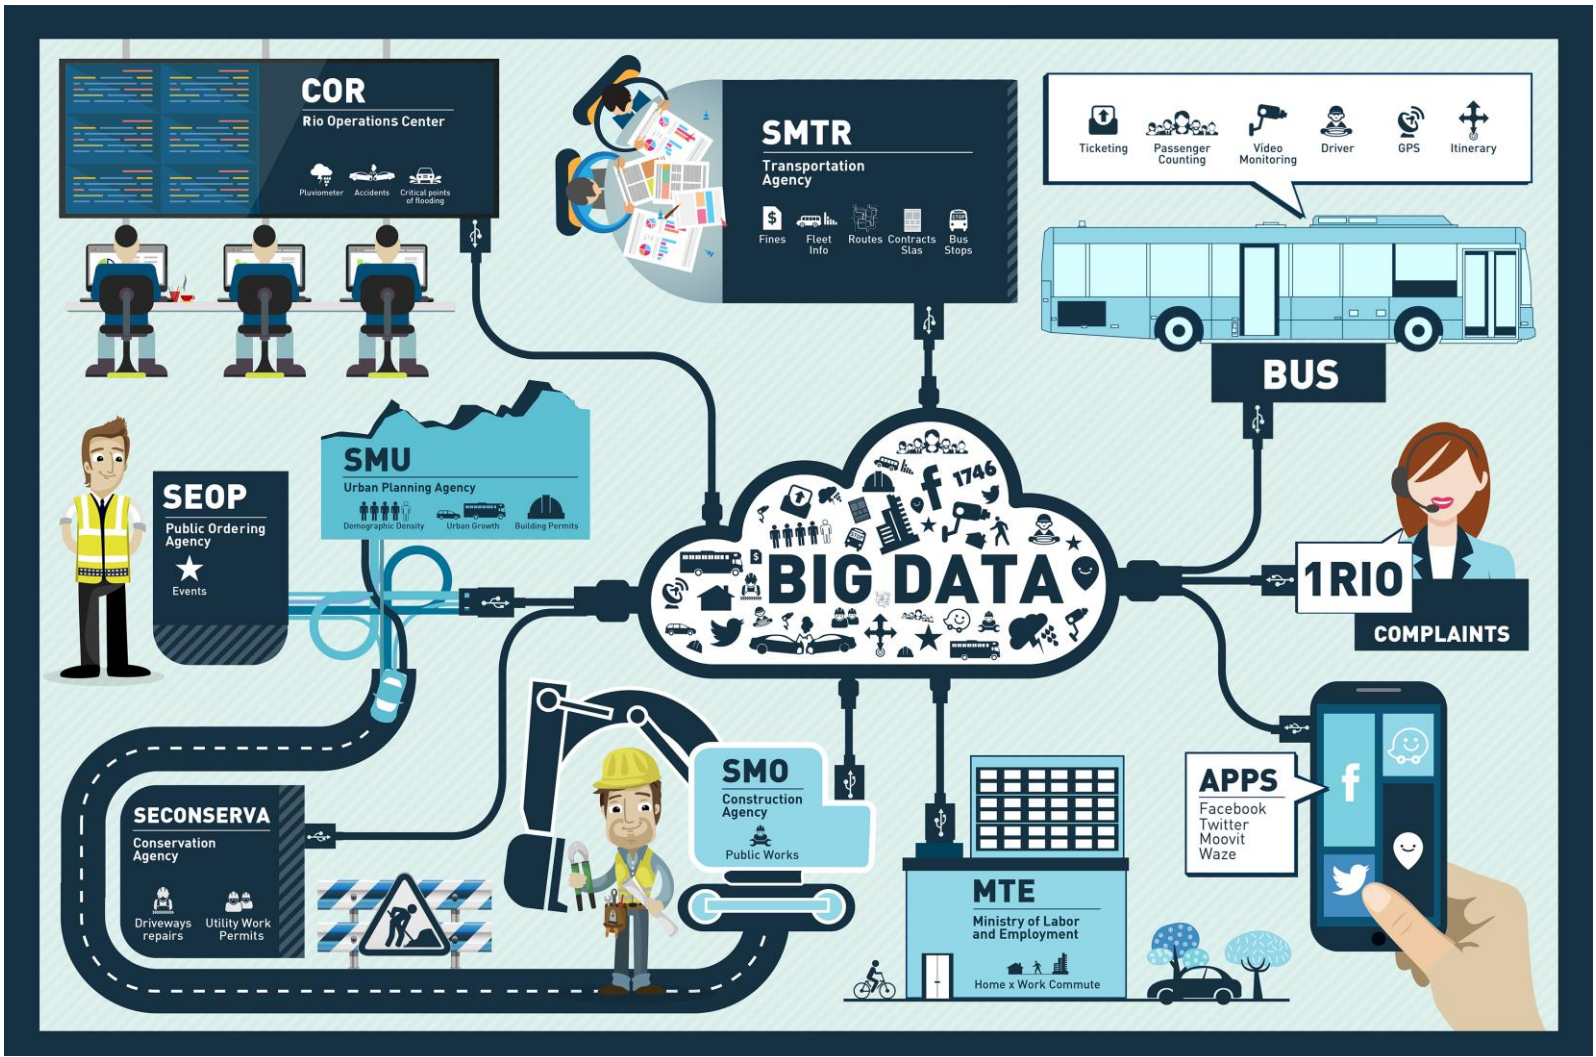 COR
Rio Operations Center
Pluviometer
Accidents
Critical points
of flooding
SMTR
Transportation
Agency
$
Fines
Fleet
Info
Routes
Contracts
Slas
BUS
STOP
Bus
Stops
Ticketing
Passenger
Counting
Vídeo
Monitoring
Driver
GPS
Itinerary
BUS
SEOP
Public Ordering
Agency
Events
SMU
Urban Planning Agency
Demographic Density
Urban Growth
Building Permits
f
1746
$
BIG DATA
1RIO
COMPLAINTS
SECONSERVA
Conservation
Agency
Driveways
repairs
Utility Work
Permits
SMO
Construction
Agency
Public Works
MTE
Ministry of Labor
and Employment
Home x Work Commute
APPS
Facebook
Twitter
Moovit
Waze
f